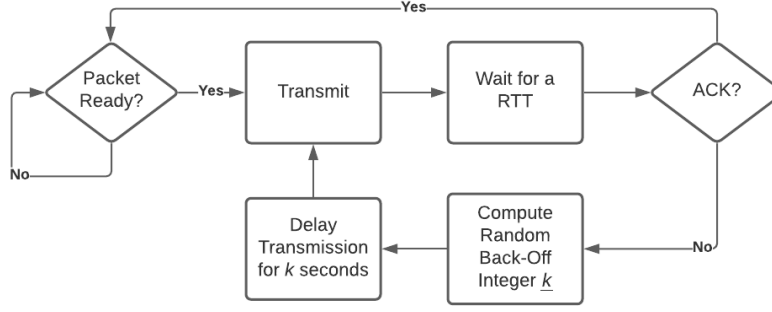 Yes
Packet
Ready?
Yes
Transmit
Wait for a
RTT
ACK?
No
Delay
Transmission
for k seconds
Compute
Random
Back-Off
Integer k
No